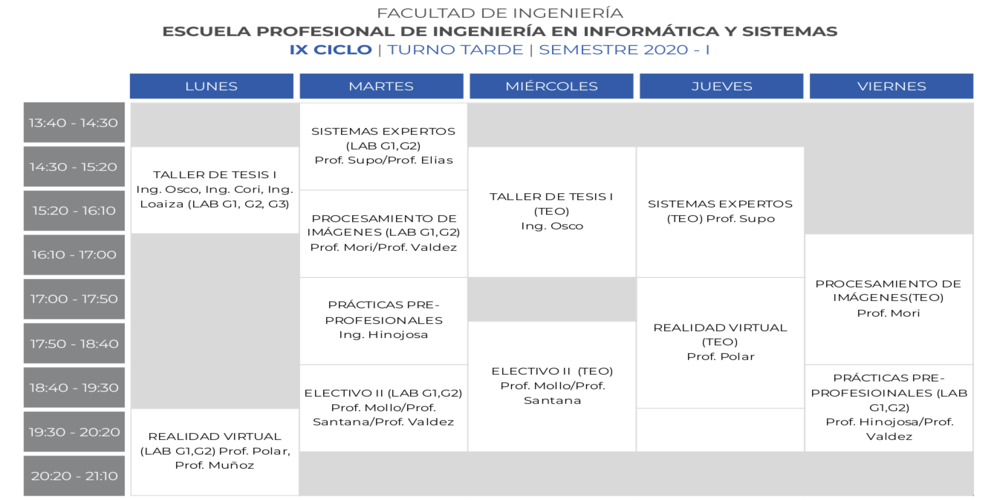 FACULTAD DE INGENIERÍA
ESCUELA PROFESIONAL DE INGENIERÍA EN INFORMÁTICA Y SISTEMAS
IX CICLO | TURNO TARDE | SEMESTRE 2020 - I
LUNES
MARTES
MIÉRCOLES
JUEVES
VIERNES
13:40 - 14:30
14:30 - 15:20
15:20 - 16:10
16:10 - 17:00
17:00 - 17:50
17:50 - 18:40
18:40 - 19:30
19:30 - 20:20
20:20 - 21:10
TALLER DE TESIS I
Ing. Osco, Ing. Cori, Ing.
Loaiza (LAB G1, G2, G3)
REALIDAD VIRTUAL
(LAB G1,G2) Prof. Polar,
Prof. Muñoz
SISTEMAS EXPERTOS
(LAB G1,G2)
Prof. Supo/Prof. Elias
PROCESAMIENTO DE
IMÁGENES (LAB G1,G2)
Prof. Mori/Prof. Valdez
PRÁCTICAS PRE-
PROFESIONALES
Ing. Hinojosa
ELECTIVO II (LAB G1,G2)
Prof. Mollo/Prof.
Santana/Prof. Valdez
TALLER DE TESIS I
(TEO)
Ing. Osco
ELECTIVO II (TEO)
Prof. Mollo/Prof.
Santana
SISTEMAS EXPERTOS
(TEO) Prof. Supo
REALIDAD VIRTUAL
(TEO)
Prof. Polar
PROCESAMIENTO DE
IMÁGENES(TEO)
Prof. Mori
PRÁCTICAS PRE-
PROFESIOINALES (LAB
G1,G2)
Prof. Hinojosa/Prof.
Valdez